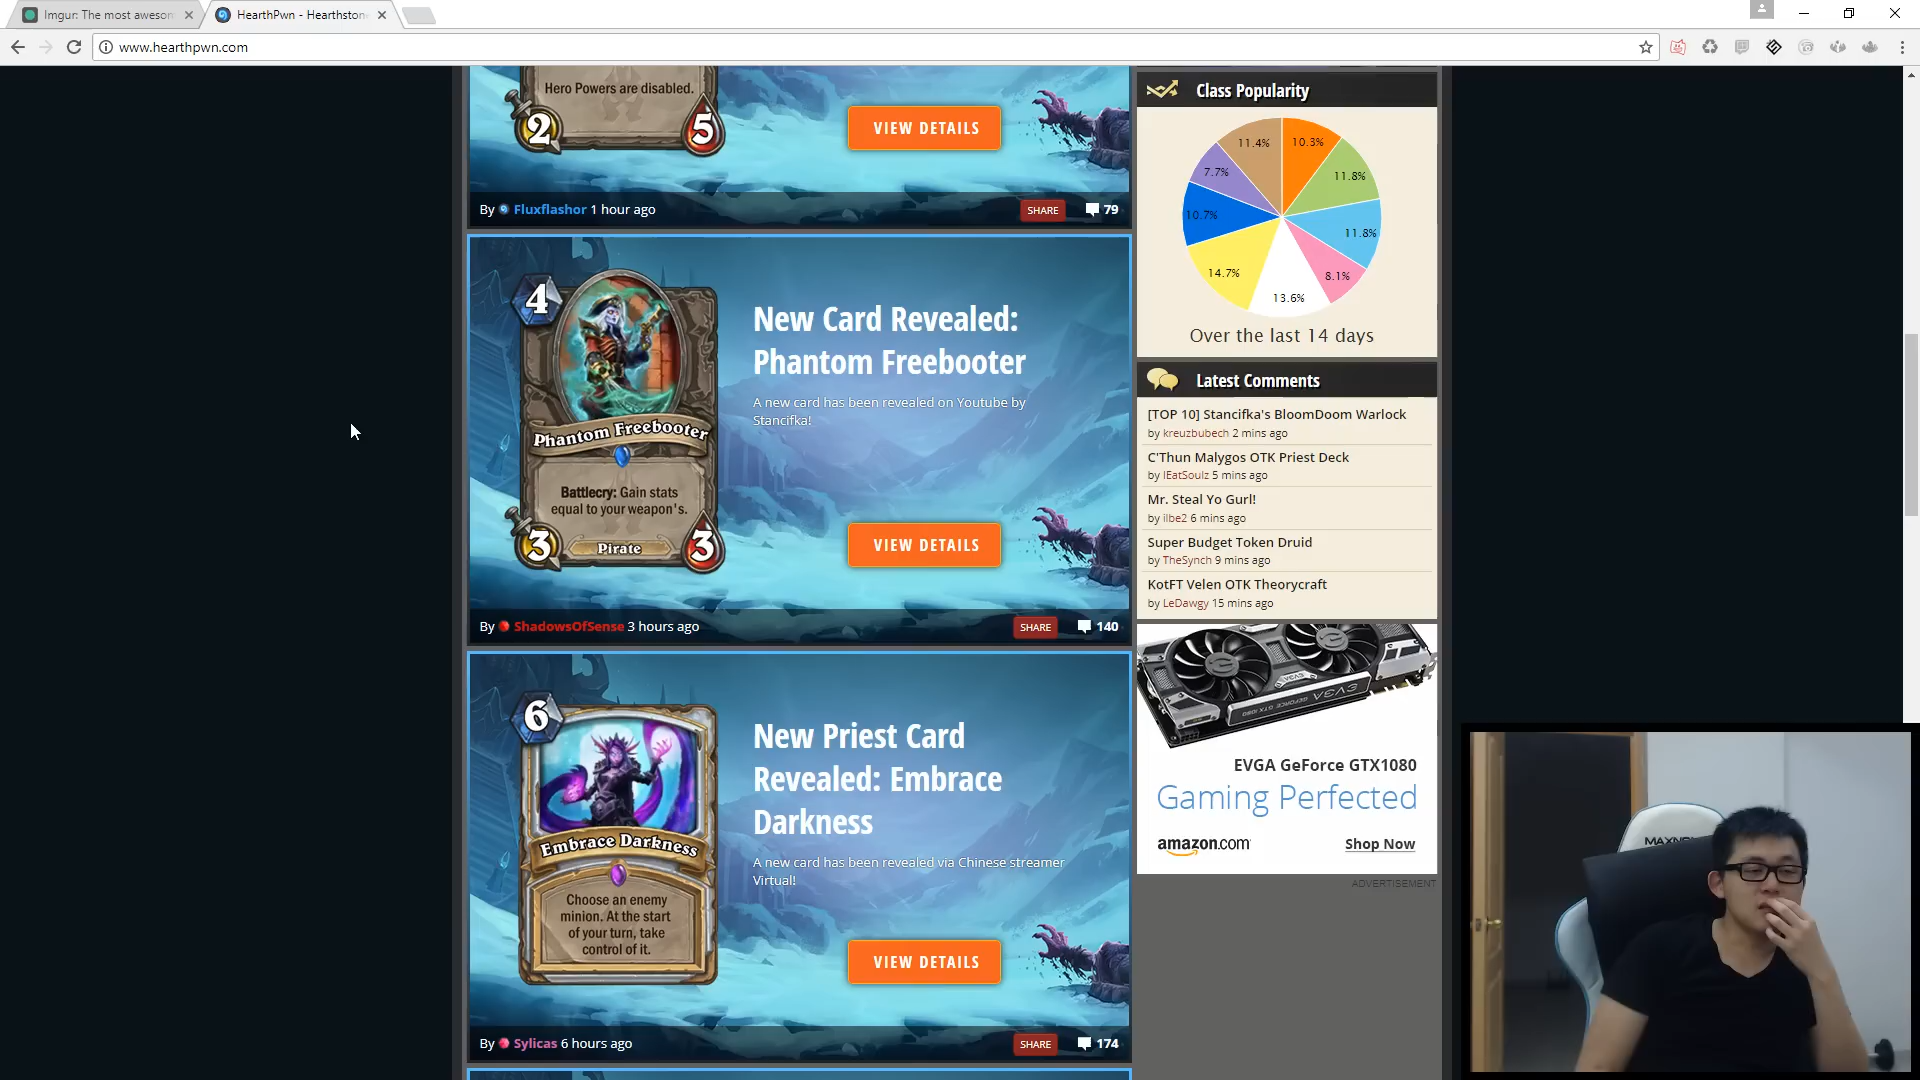 Imgur: The most awesom
HearthPwn - Hearthstone
www.hearthpwn.com
Hero Powers are disabled.
2
5
VIEW DETAILS
By Fluxflashor 1 hour ago
SHARE
79
4
Phantom Freebooter
Battlecry: Gain stats
equal to your weapon's.
3
Pirate
3
New Card Revealed:
Phantom Freebooter
A new card has been revealed on Youtube by
Stancifka!
VIEW DETAILS
By ShadowsOfSense 3 hours ago
SHARE
140
6
Embrace Darkness
Choose an enemy
minion. At the start
of your turn, take
control of it.
New Priest Card
Revealed: Embrace
Darkness
A new card has been revealed via Chinese streamer
Virtual!
VIEW DETAILS
By Sylicas 6 hours ago
SHARE
174
Class Popularity
11.4%
10.3%
7.7%
11.8%
10.7%
11.8%
14.7%
8.1%
13.6%
Over the last 14 days
Latest Comments
[TOP 10] Stancifka's BloomDoom Warlock
by kreuzbubech 2 mins ago
C'Thun Malygos OTK Priest Deck
by IEatSoulz 5 mins ago
Mr. Steal Yo Gurl!
by ilbe2 6 mins ago
Super Budget Token Druid
by TheSynch 9 mins ago
KotFT Velen OTK Theorycraft
by LeDawgy 15 mins ago
EVGA
EVGA GeForce GTX1080
Gaming Perfected
amazon.com
Shop Now
ADVERTISEMENT